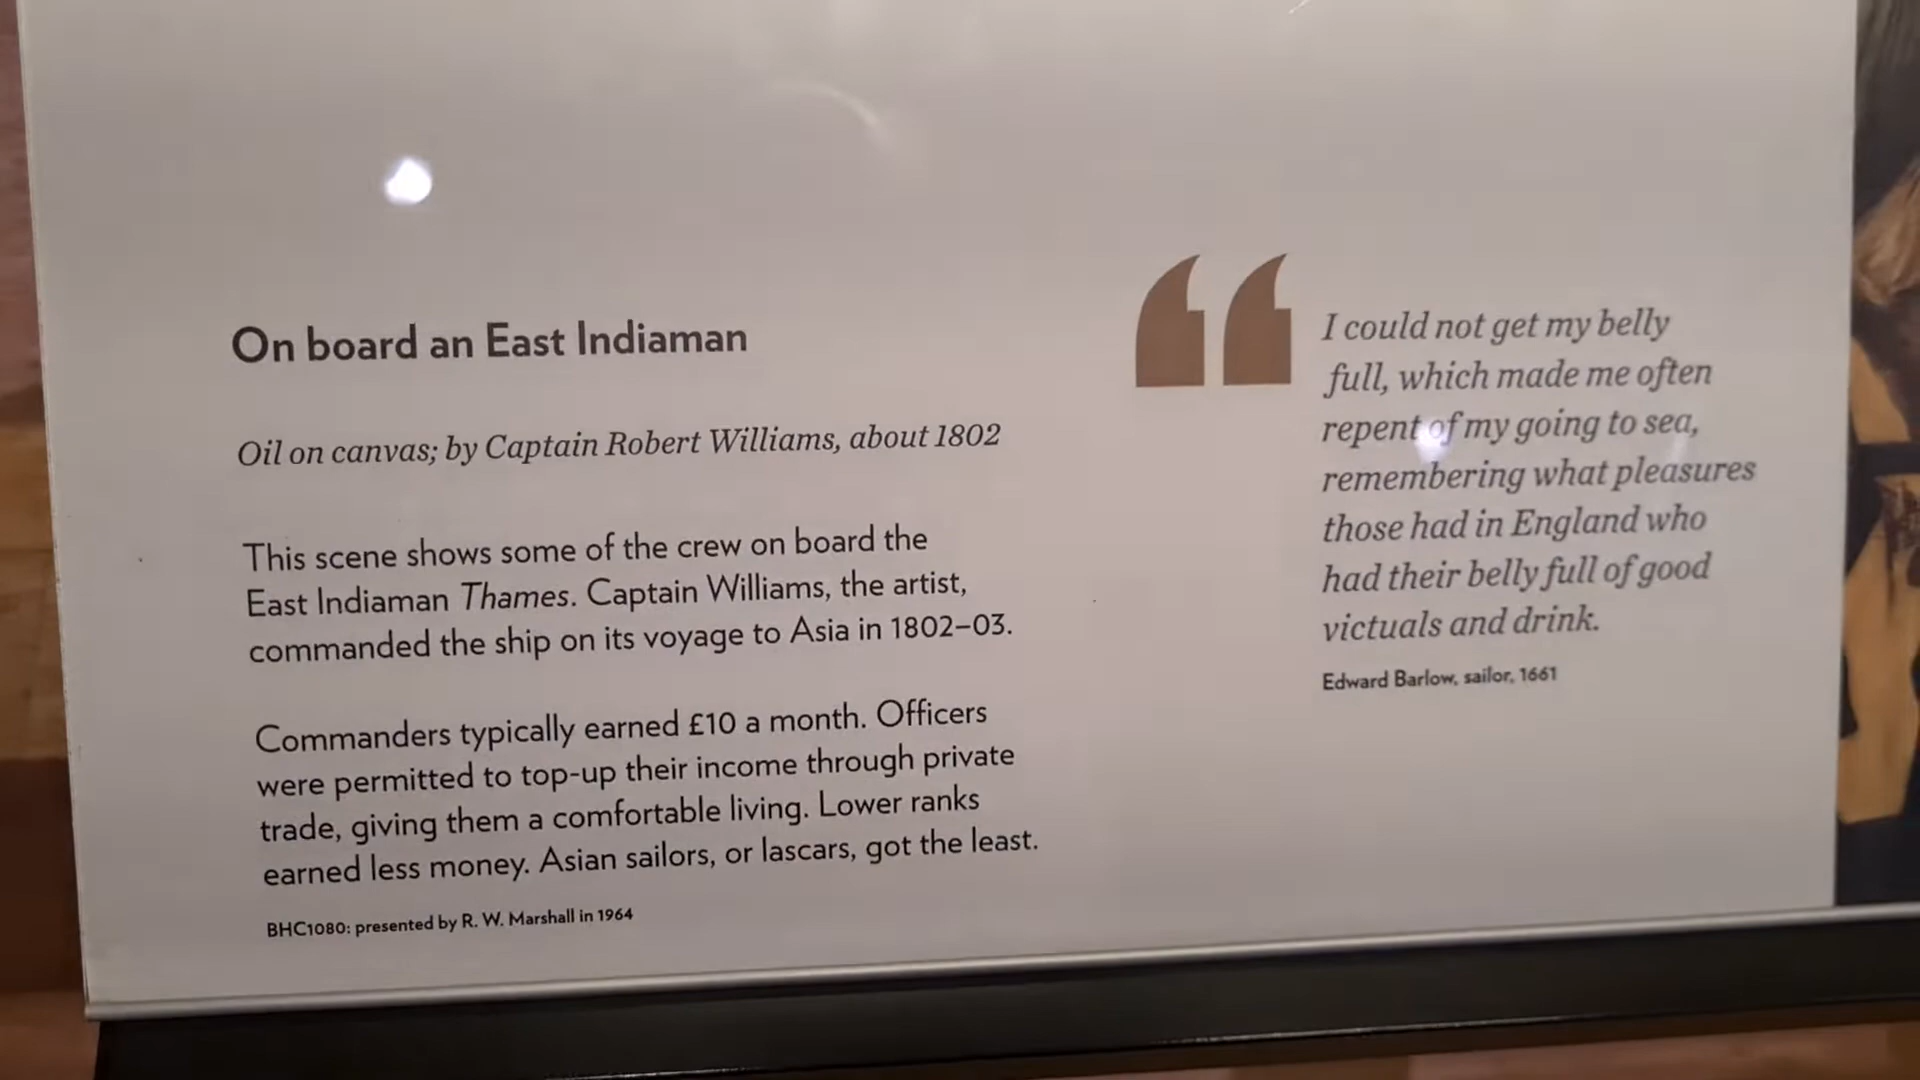 On board an East Indiaman
Oil on canvas; by Captain Robert Williams, about 1802
This scene shows some of the crew on board the
East Indiaman Thames. Captain Williams, the artist,
commanded the ship on its voyage to Asia in 1802–03.
Commanders typically earned £10 a month. Officers
were permitted to top-up their income through private
trade, giving them a comfortable living. Lower ranks
earned less money. Asian sailors, or lascars, got the least.
BHC1080: presented by R. W. Marshall in 1964
“
I could not get my belly
full, which made me often
repent of my going to sea,
remembering what pleasures
those had in England who
had their belly full of good
victuals and drink.
Edward Barlow, sailor, 1661